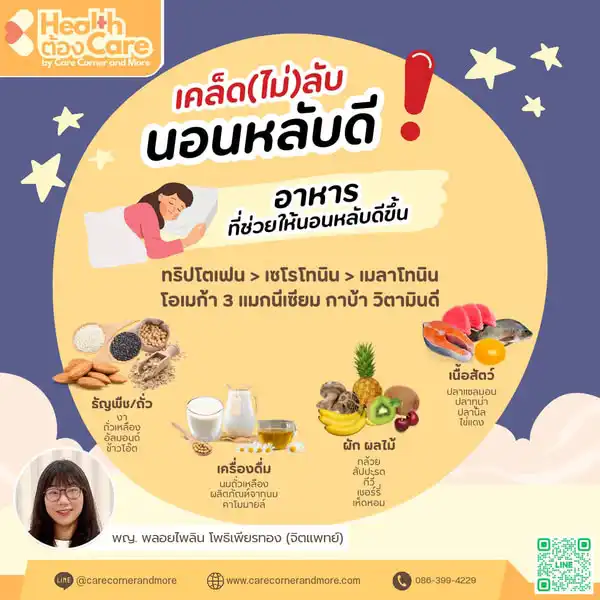 Health
ต้อง Care
by Care Corner and More
เคล็ด(ไม่)ลับ
นอนหลับดี !
อาหาร
ที่ช่วยให้นอนหลับดีขึ้น
ทริปโตเฟน > เซโรโทนิน > เมลาโทนิน
โอเมก้า 3 แมกนีเซียม กาบ้า วิตามินดี
ธัญพืช/ถั่ว
งา
ถั่วเหลือง
อัลมอนด์
ข้าวโอ๊ต
เครื่องดื่ม
นมถั่วเหลือง
ผลิตภัณฑ์จากนม
คาโมมายล์
ผัก ผลไม้
กล้วย
สัปปะรด
กีวี
เชอร์รี่
เห็ดหอม
เนื้อสัตว์
ปลาแซลมอน
ปลาทูน่า
ปลานิล
ไข่แดง
พญ. พลอยไพลิน โพธิเพียรทอง (จิตแพทย์)
LINE @carecornerandmore
www.carecornerandmore.com
086-399-4229
LINE